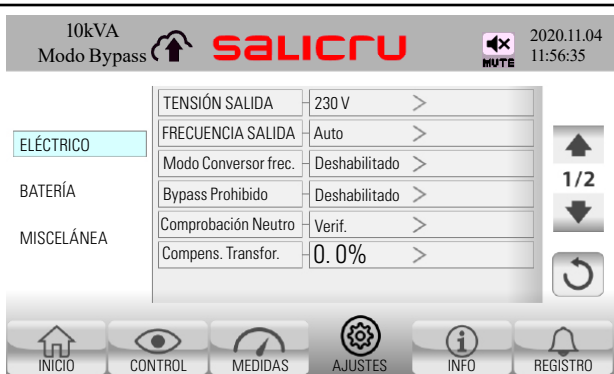 10kVA
Modo Bypass
salicru
MUTE
2020.11.04
11:56:35
ELÉCTRICO
BATERÍA
MISCELÁNEA
TENSIÓN SALIDA 230 V >
FRECUENCIA SALIDA Auto >
Modo Conversor frec. Deshabilitado >
Bypass Prohibido Deshabilitado >
Comprobación Neutro Verif. >
Compens. Transfor. 0.0% >
1/2
INICIO CONTROL MEDIDAS AJUSTES INFO REGISTRO